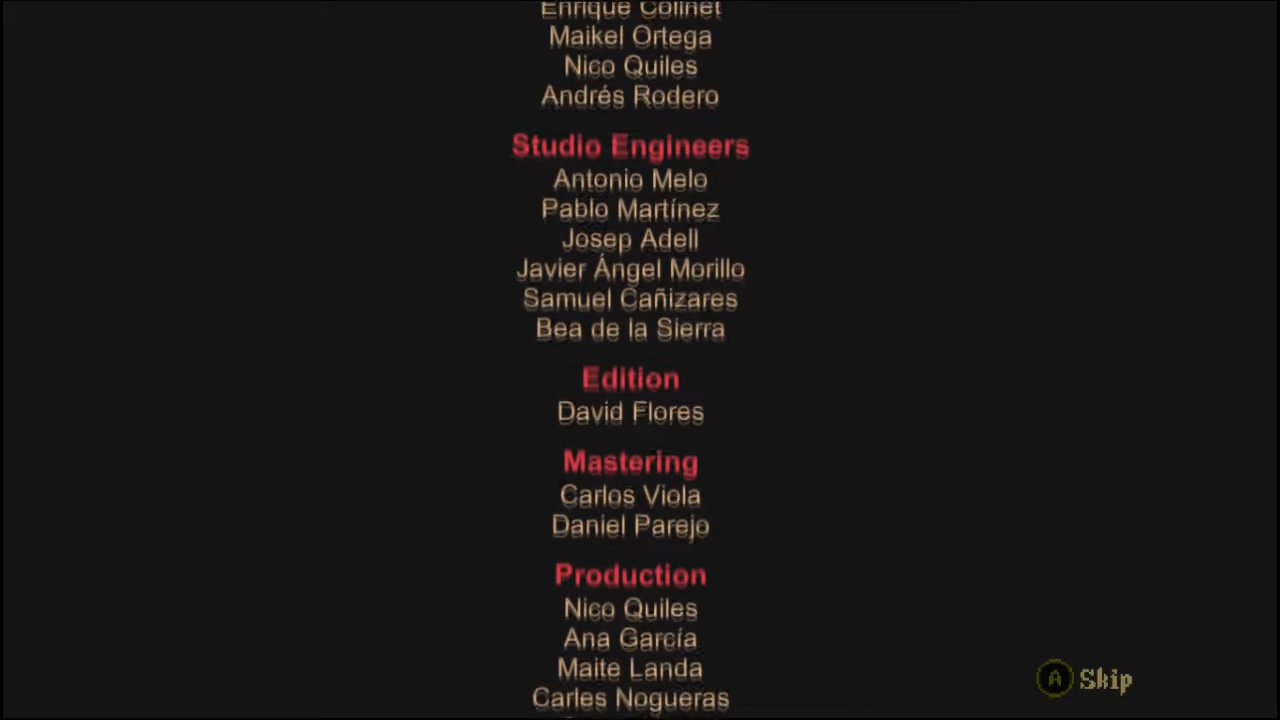 Enrique Colinet
Maikel Ortega
Nico Quiles
Andrés Rodero
Studio Engineers
Antonio Melo
Pablo Martínez
Josep Adell
Javier Ángel Morillo
Samuel Cañizares
Bea de la Sierra
Edition
David Flores
Mastering
Carlos Viola
Daniel Parejo
Production
Nico Quiles
Ana García
Maite Landa
Carles Nogueras
A Skip